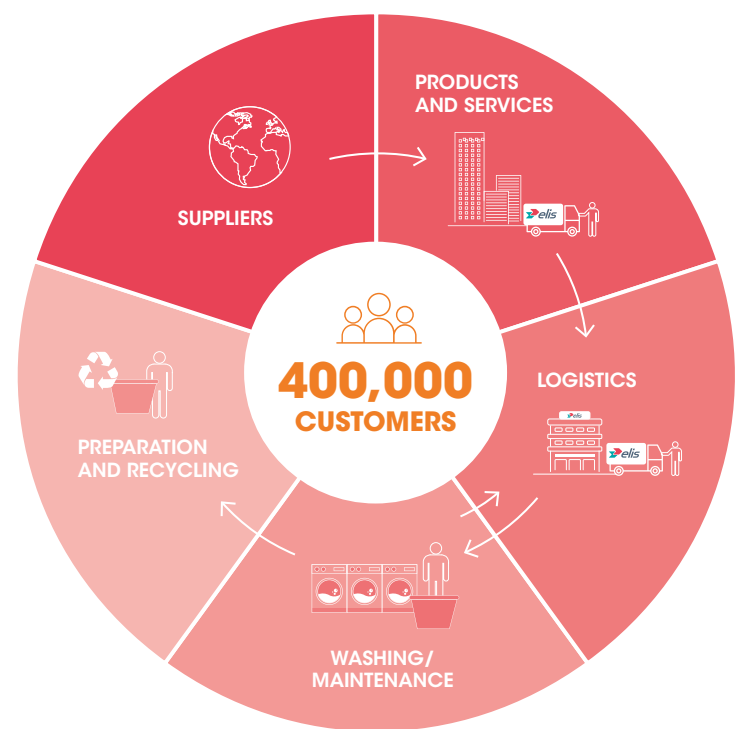 PRODUCTS
AND SERVICES
elis
SUPPLIERS
400,000
CUSTOMERS
LOGISTICS
elis
elis
PREPARATION
AND RECYCLING
WASHING/
MAINTENANCE